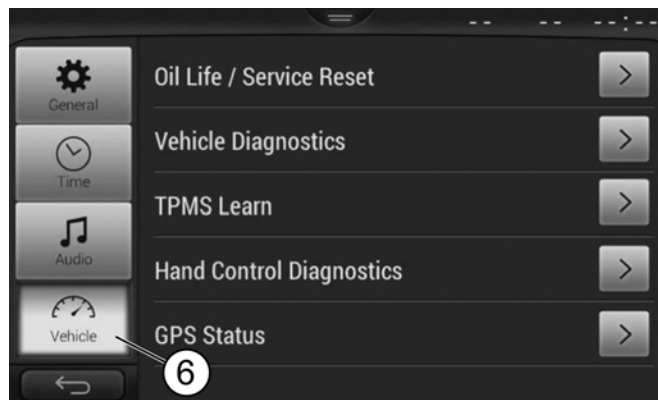 -- -- --:--
General
Time
Audio
Vehicle
Oil Life / Service Reset
Vehicle Diagnostics
TPMS Learn
Hand Control Diagnostics
GPS Status
6